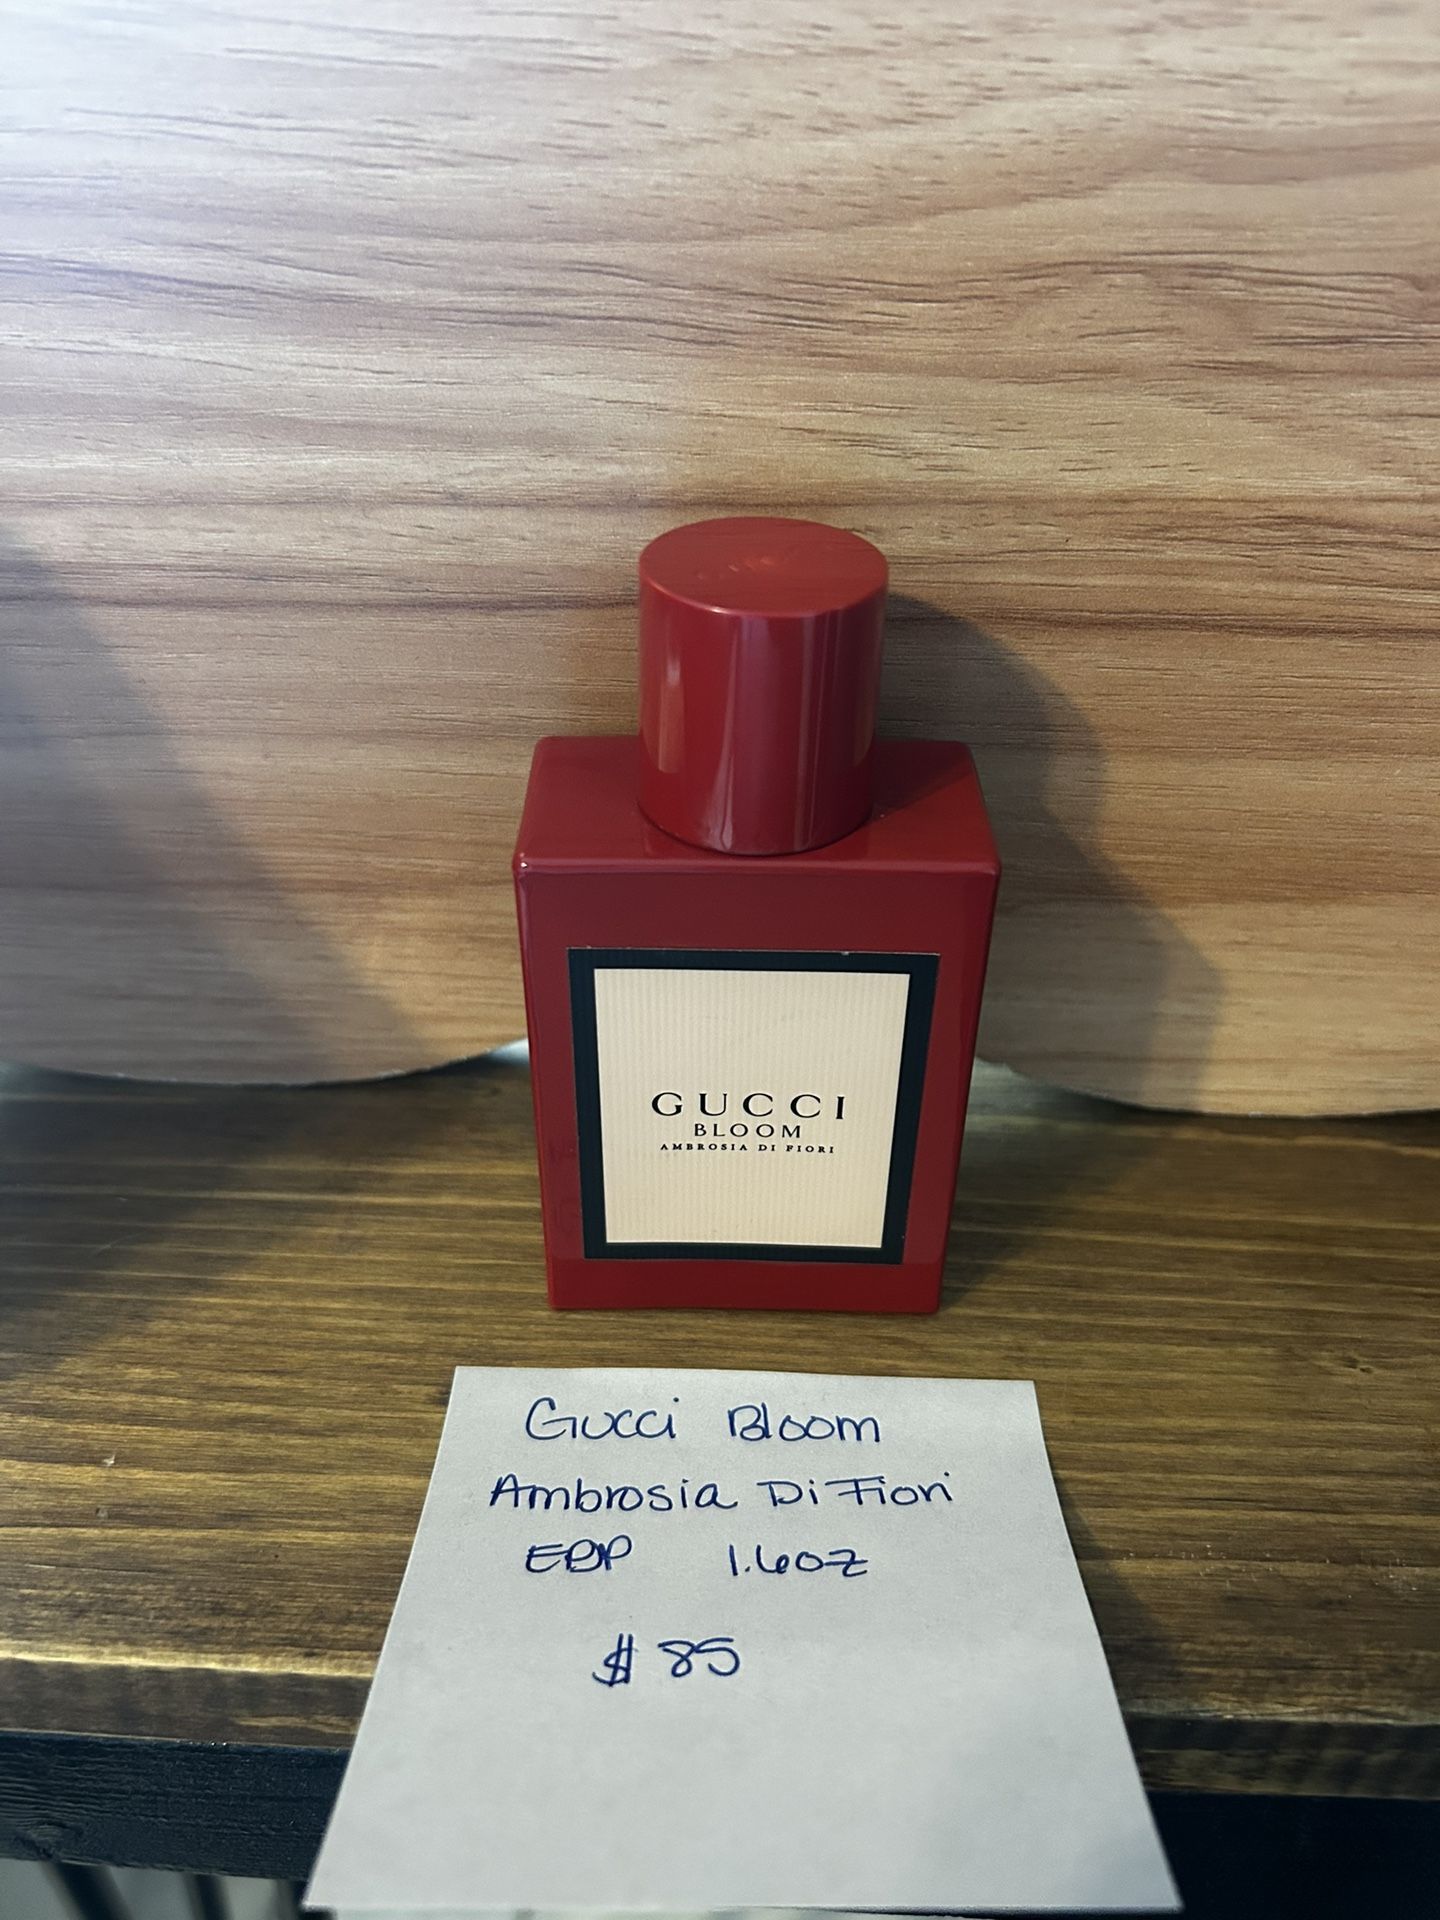 GUCCI
BLOOM
AMBROSIA DI FIORI
Gucci Bloom
Ambrosia Di Fiori
EDP 1.6oz
$85